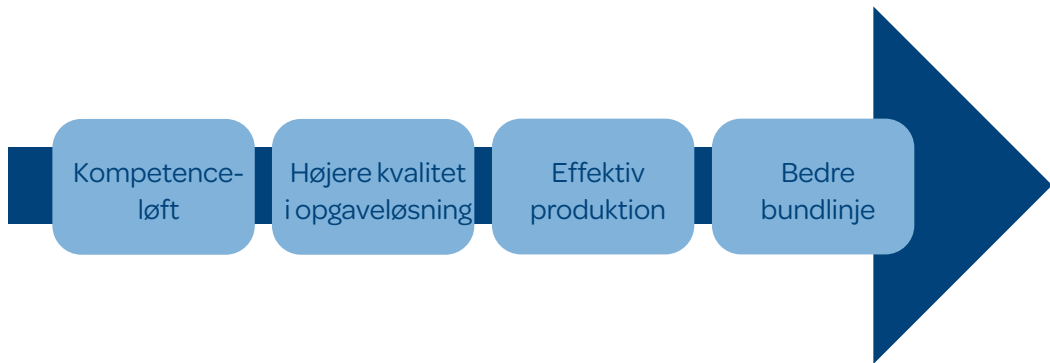 Kompetence-
løft
Højere kvalitet
i opgaveløsning
Effektiv
produktion
Bedre
bundlinje